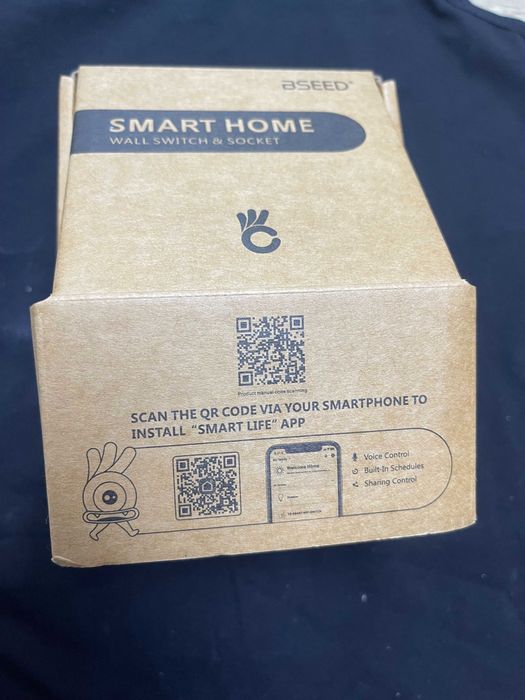 BSEED®
SMART HOME
WALL SWITCH & SOCKET
Product manual code scanning
SCAN THE QR CODE VIA YOUR SMARTPHONE TO
INSTALL “SMART LIFE” APP
Welcome Home
Voice Control
Built-In Schedules
Sharing Control